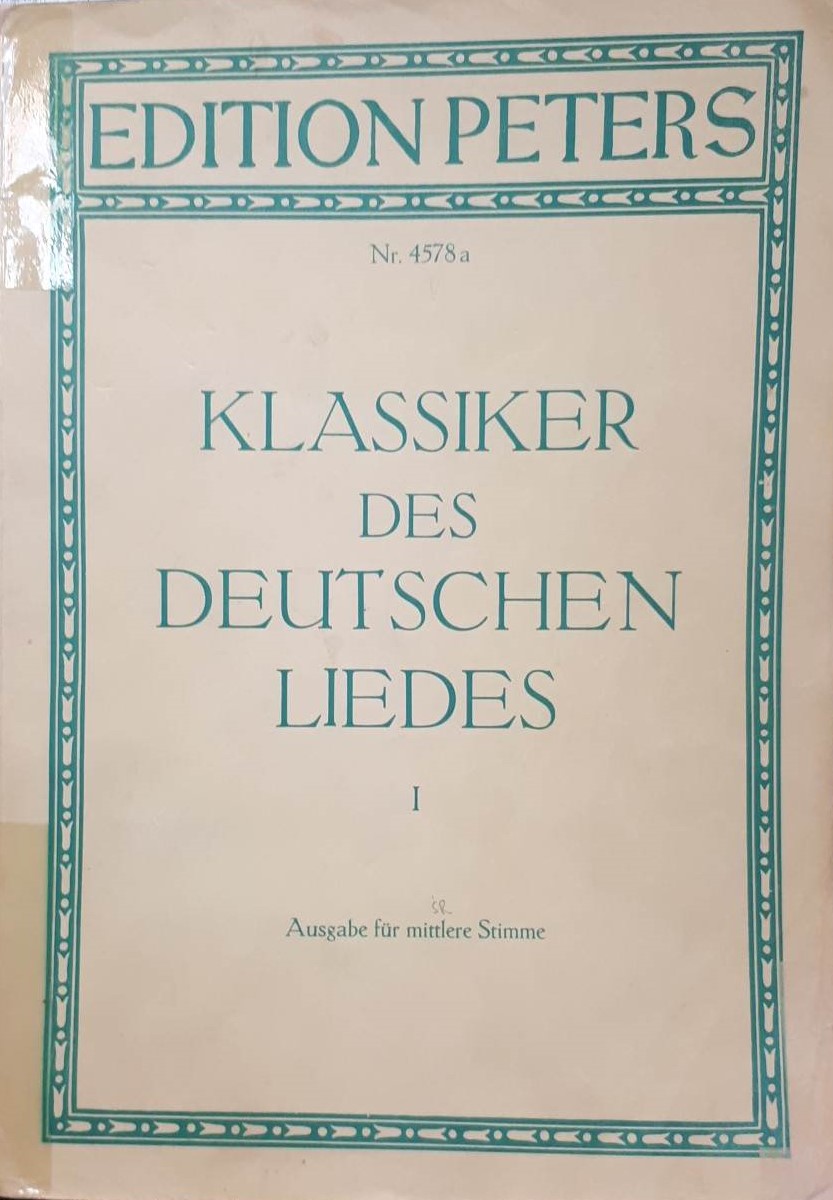 EDITION PETERS
Nr. 4578a
KLASSIKER
DES
DEUTSCHEN
LIEDES
I
Ausgabe für mittlere Stimme